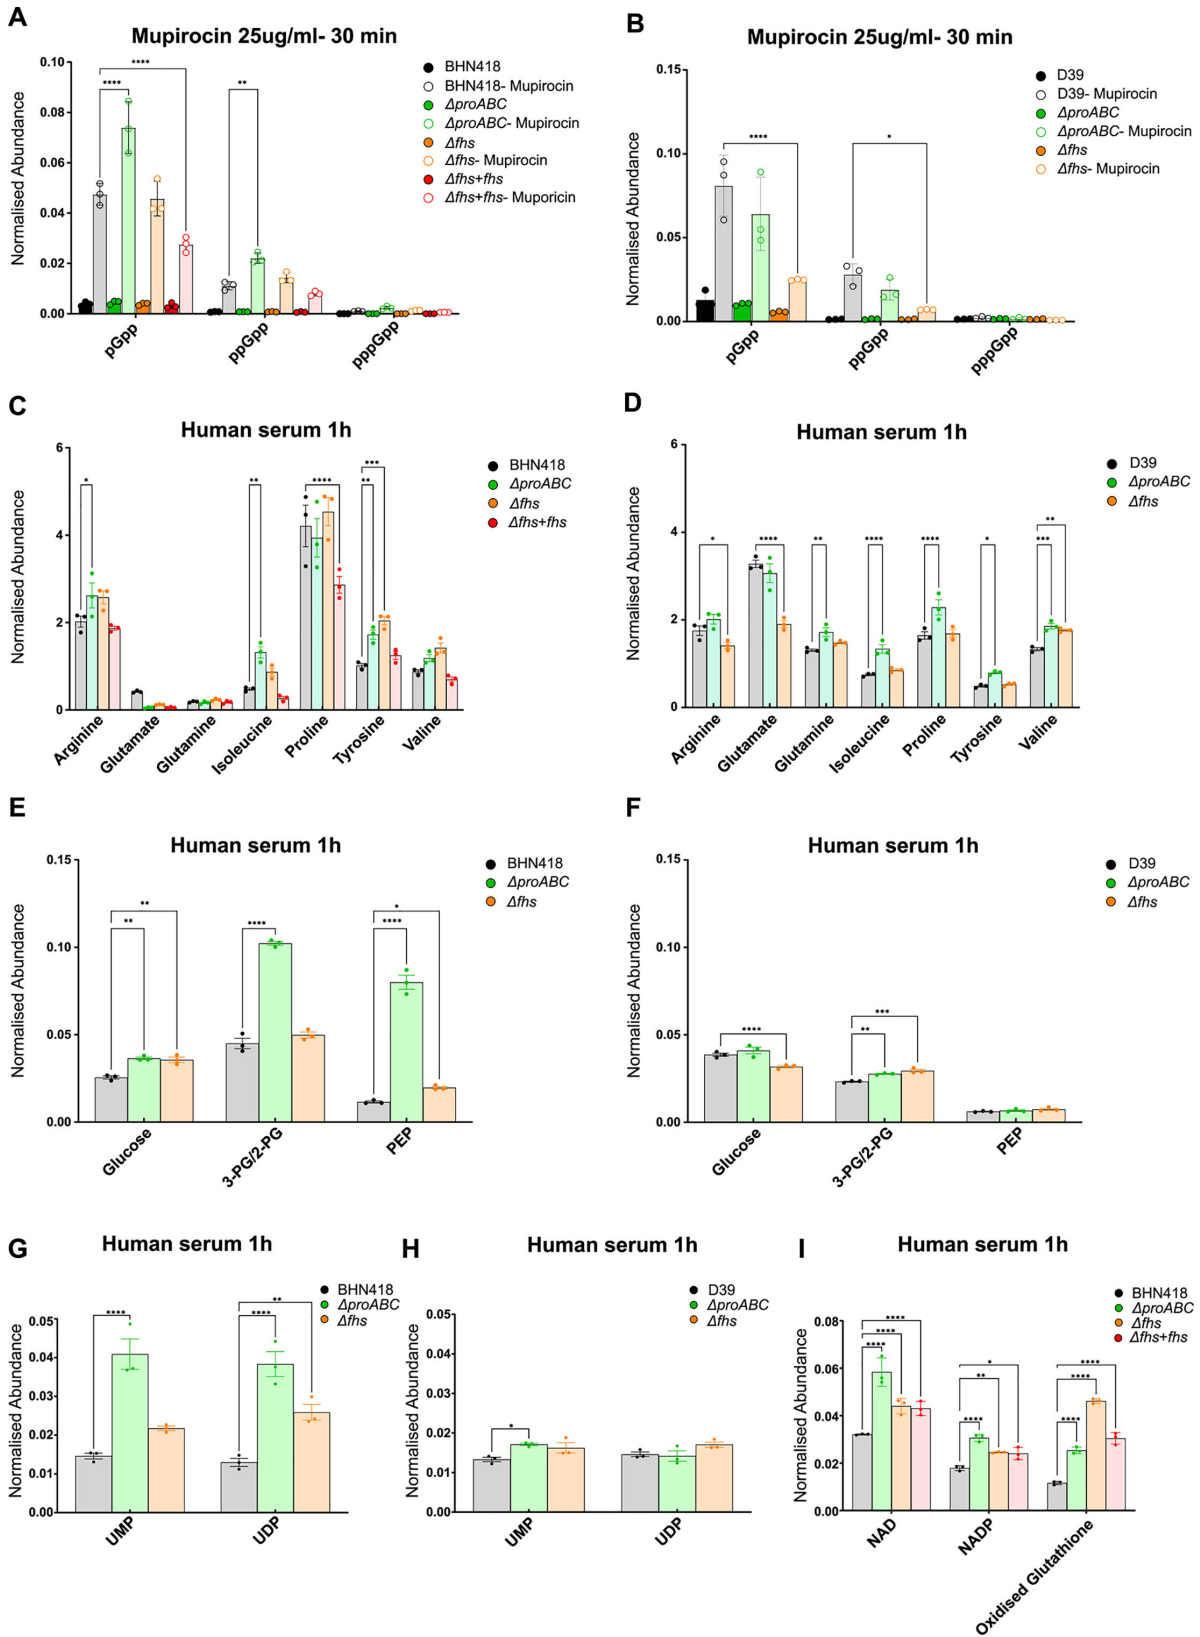 A
Mupirocin 25ug/ml- 30 min
Normalised Abundance
0.10
0.08
0.06
0.04
0.02
0.00
****
****
**
pGpp
ppGpp
pppGpp
BHN418
BHN418- Mupirocin
ΔproABC
ΔproABC- Mupirocin
Δfhs
Δfhs- Mupirocin
Δfhs+fhs
Δfhs+fhs- Muporicin
B
Mupirocin 25ug/ml- 30 min
Normalised Abundance
0.15
0.10
0.05
0.00
****
*
pGpp
ppGpp
pppGpp
D39
D39- Mupirocin
ΔproABC
ΔproABC- Mupirocin
Δfhs
Δfhs- Mupirocin
C
Human serum 1h
Normalised Abundance
6
4
2
0
*
**
****
***
**
Arginine
Glutamate
Glutamine
Isoleucine
Proline
Tyrosine
Valine
BHN418
ΔproABC
Δfhs
Δfhs+fhs
D
Human serum 1h
Normalised Abundance
6
4
2
0
*
****
**
****
****
*
**
***
Arginine
Glutamate
Glutamine
Isoleucine
Proline
Tyrosine
Valine
D39
ΔproABC
Δfhs
E
Human serum 1h
Normalised Abundance
0.15
0.10
0.05
0.00
**
**
****
*
****
Glucose
3-PG/2-PG
PEP
BHN418
ΔproABC
Δfhs
F
Human serum 1h
Normalised Abundance
0.15
0.10
0.05
0.00
****
***
**
Glucose
3-PG/2-PG
PEP
D39
ΔproABC
Δfhs
G
Human serum 1h
Normalised Abundance
0.05
0.04
0.03
0.02
0.01
0.00
****
**
****
UMP
UDP
BHN418
ΔproABC
Δfhs
H
Human serum 1h
Normalised Abundance
0.05
0.04
0.03
0.02
0.01
0.00
*
UMP
UDP
D39
ΔproABC
Δfhs
I
Human serum 1h
Normalised Abundance
0.08
0.06
0.04
0.02
0.00
****
****
****
*
**
****
****
****
****
NAD
NADP
Oxidised Glutathione
BHN418
ΔproABC
Δfhs
Δfhs+fhs